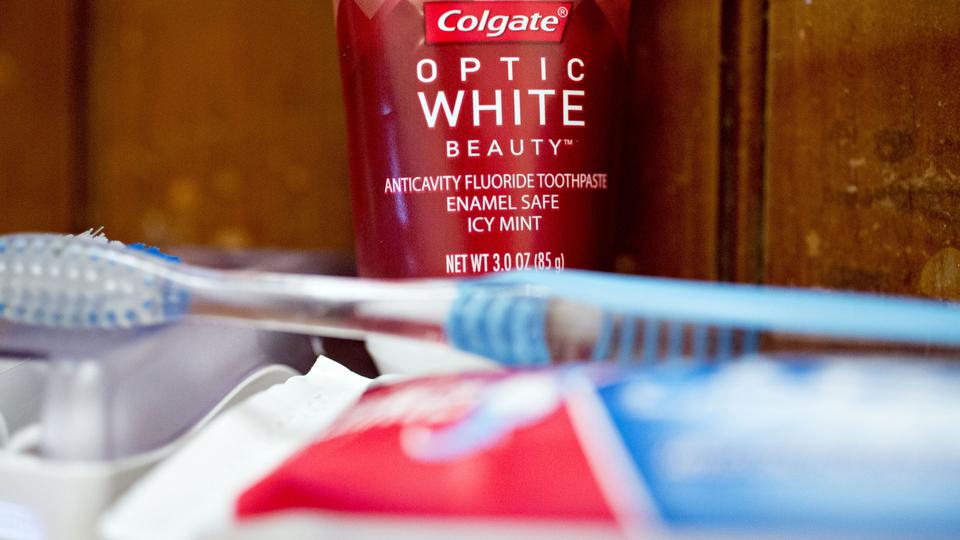 Colgate®
OPTIC
WHITE
BEAUTY™
ANTICAVITY FLUORIDE TOOTHPASTE
ENAMEL SAFE
ICY MINT
NET WT 3.0 OZ (85 g)